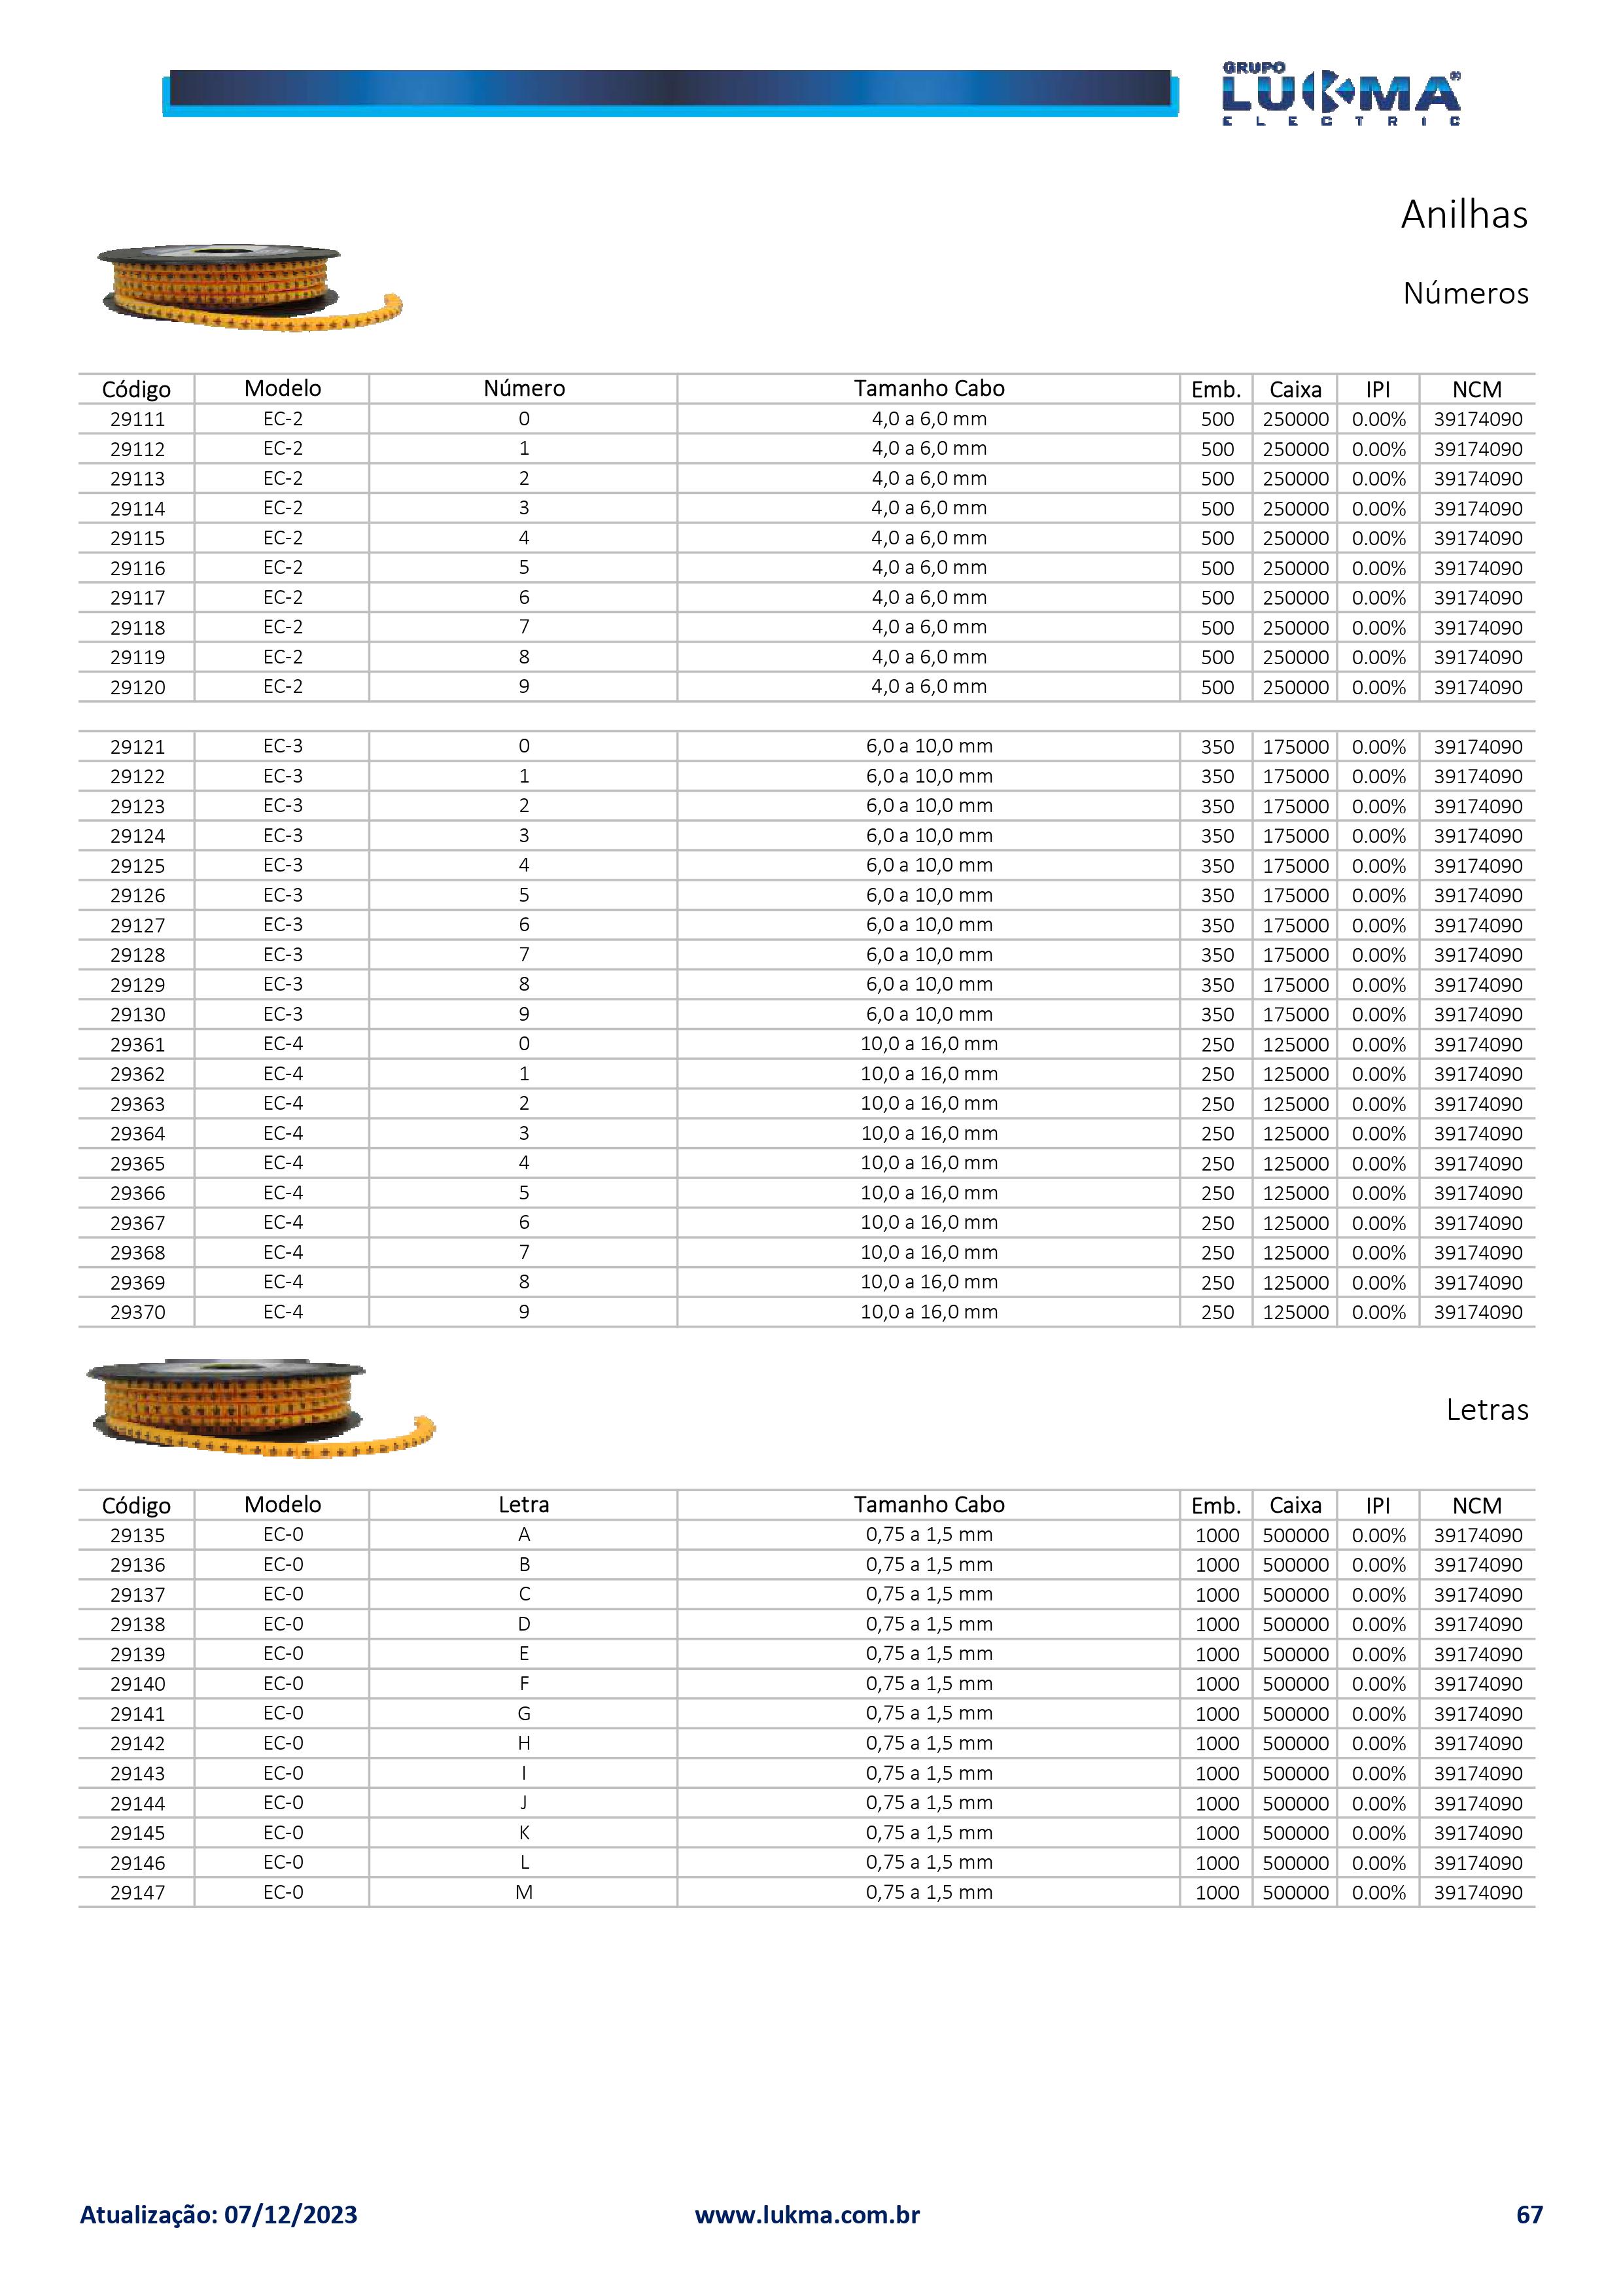 GRUPO
LUKMA®
ELECTRIC
Anilhas
Números
Código Modelo Número Tamanho Cabo Emb. Caixa IPI NCM
29111 EC-2 0 4,0 a 6,0 mm 500 250000 0.00% 39174090
29112 EC-2 1 4,0 a 6,0 mm 500 250000 0.00% 39174090
29113 EC-2 2 4,0 a 6,0 mm 500 250000 0.00% 39174090
29114 EC-2 3 4,0 a 6,0 mm 500 250000 0.00% 39174090
29115 EC-2 4 4,0 a 6,0 mm 500 250000 0.00% 39174090
29116 EC-2 5 4,0 a 6,0 mm 500 250000 0.00% 39174090
29117 EC-2 6 4,0 a 6,0 mm 500 250000 0.00% 39174090
29118 EC-2 7 4,0 a 6,0 mm 500 250000 0.00% 39174090
29119 EC-2 8 4,0 a 6,0 mm 500 250000 0.00% 39174090
29120 EC-2 9 4,0 a 6,0 mm 500 250000 0.00% 39174090
29121 EC-3 0 6,0 a 10,0 mm 350 175000 0.00% 39174090
29122 EC-3 1 6,0 a 10,0 mm 350 175000 0.00% 39174090
29123 EC-3 2 6,0 a 10,0 mm 350 175000 0.00% 39174090
29124 EC-3 3 6,0 a 10,0 mm 350 175000 0.00% 39174090
29125 EC-3 4 6,0 a 10,0 mm 350 175000 0.00% 39174090
29126 EC-3 5 6,0 a 10,0 mm 350 175000 0.00% 39174090
29127 EC-3 6 6,0 a 10,0 mm 350 175000 0.00% 39174090
29128 EC-3 7 6,0 a 10,0 mm 350 175000 0.00% 39174090
29129 EC-3 8 6,0 a 10,0 mm 350 175000 0.00% 39174090
29130 EC-3 9 6,0 a 10,0 mm 350 175000 0.00% 39174090
29361 EC-4 0 10,0 a 16,0 mm 250 125000 0.00% 39174090
29362 EC-4 1 10,0 a 16,0 mm 250 125000 0.00% 39174090
29363 EC-4 2 10,0 a 16,0 mm 250 125000 0.00% 39174090
29364 EC-4 3 10,0 a 16,0 mm 250 125000 0.00% 39174090
29365 EC-4 4 10,0 a 16,0 mm 250 125000 0.00% 39174090
29366 EC-4 5 10,0 a 16,0 mm 250 125000 0.00% 39174090
29367 EC-4 6 10,0 a 16,0 mm 250 125000 0.00% 39174090
29368 EC-4 7 10,0 a 16,0 mm 250 125000 0.00% 39174090
29369 EC-4 8 10,0 a 16,0 mm 250 125000 0.00% 39174090
29370 EC-4 9 10,0 a 16,0 mm 250 125000 0.00% 39174090
Letras
Código Modelo Letra Tamanho Cabo Emb. Caixa IPI NCM
29135 EC-0 A 0,75 a 1,5 mm 1000 500000 0.00% 39174090
29136 EC-0 B 0,75 a 1,5 mm 1000 500000 0.00% 39174090
29137 EC-0 C 0,75 a 1,5 mm 1000 500000 0.00% 39174090
29138 EC-0 D 0,75 a 1,5 mm 1000 500000 0.00% 39174090
29139 EC-0 E 0,75 a 1,5 mm 1000 500000 0.00% 39174090
29140 EC-0 F 0,75 a 1,5 mm 1000 500000 0.00% 39174090
29141 EC-0 G 0,75 a 1,5 mm 1000 500000 0.00% 39174090
29142 EC-0 H 0,75 a 1,5 mm 1000 500000 0.00% 39174090
29143 EC-0 I 0,75 a 1,5 mm 1000 500000 0.00% 39174090
29144 EC-0 J 0,75 a 1,5 mm 1000 500000 0.00% 39174090
29145 EC-0 K 0,75 a 1,5 mm 1000 500000 0.00% 39174090
29146 EC-0 L 0,75 a 1,5 mm 1000 500000 0.00% 39174090
29147 EC-0 M 0,75 a 1,5 mm 1000 500000 0.00% 39174090
Atualização: 07/12/2023 www.lukma.com.br 67